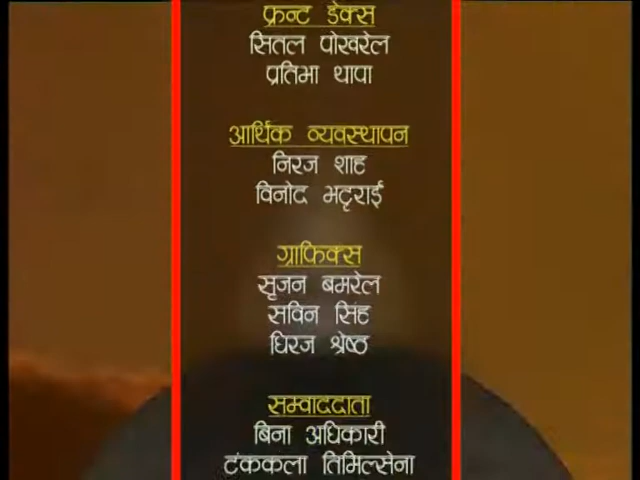 फ्रन्ट डेक्स
सितल पोखरेल
प्रतिभा थापा
आर्थिक व्यवस्थापन
निरज शाह
विनोद भट्टराई
ग्राफिक्स
सृजन बमरेल
सविन सिंह
धिरज श्रेष्ठ
सम्वाददाता
बिना अधिकारी
टंककला तिमिल्सेना